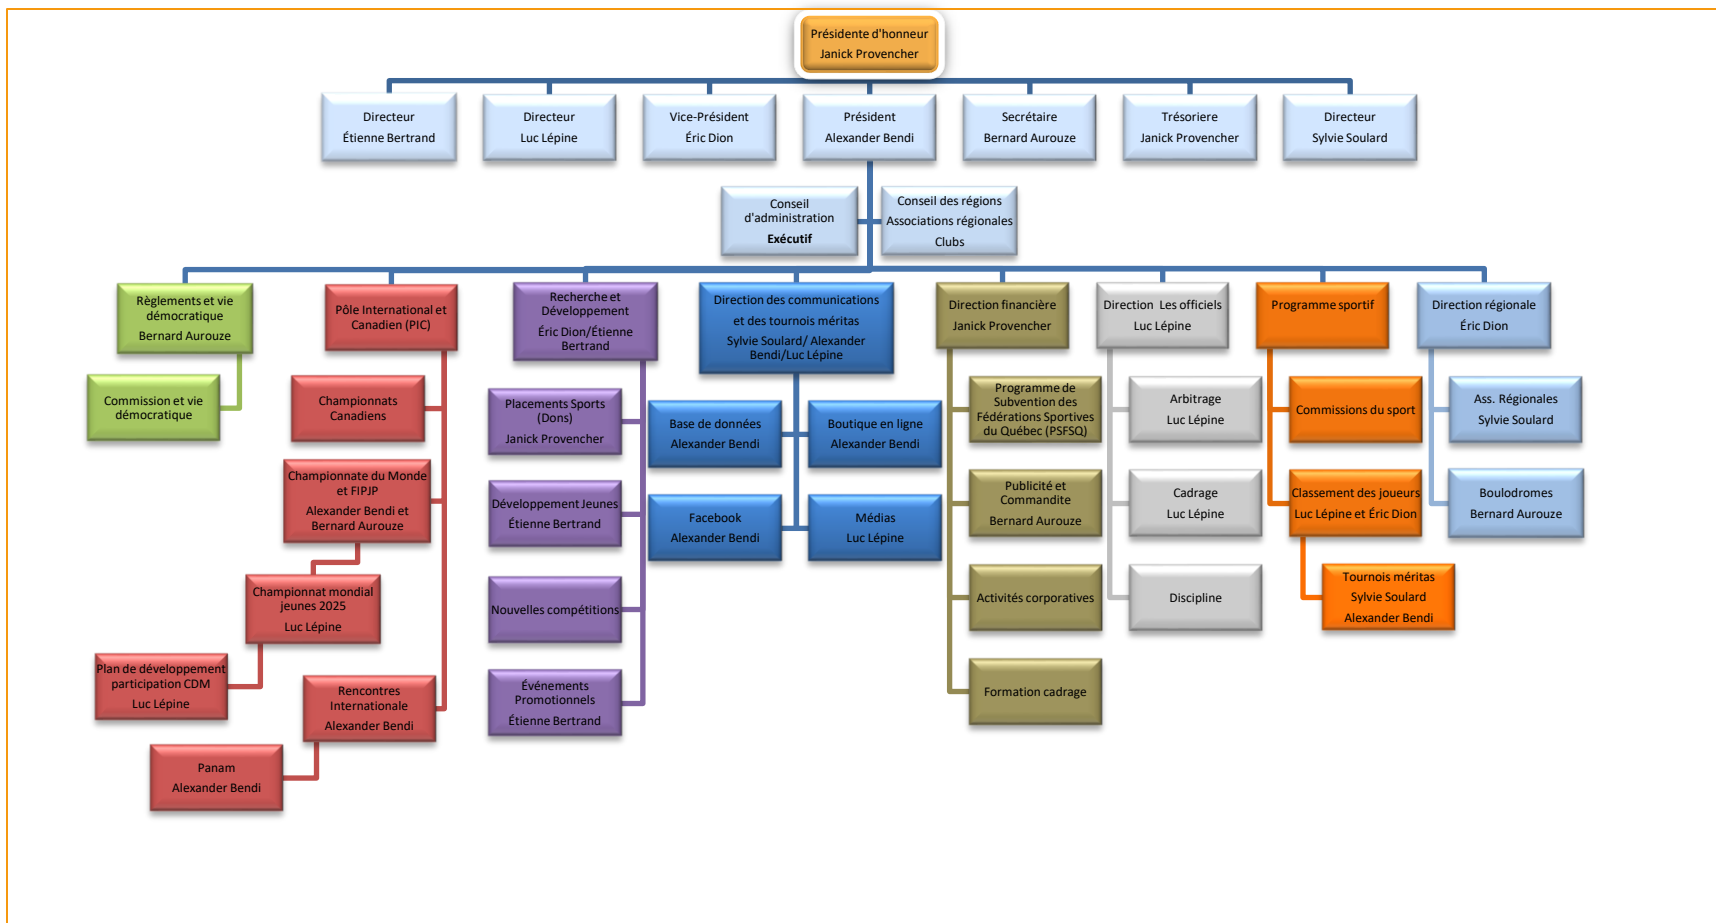 Présidente d'honneur
Janick Provencher
Directeur
Étienne Bertrand
Directeur
Luc Lépine
Vice-Président
Éric Dion
Président
Alexander Bendi
Secrétaire
Bernard Aurouze
Trésoriere
Janick Provencher
Directeur
Sylvie Soulard
Conseil
d'administration
Exécutif
Conseil des régions
Associations régionales
Clubs
Règlements et vie
démocratique
Bernard Aurouze
Commission et vie
démocratique
Pôle International et
Canadien (PIC)
Championnats
Canadiens
Championnate du Monde
et FIPJP
Alexander Bendi et
Bernard Aurouze
Championnat mondial
jeunes 2025
Luc Lépine
Plan de développement
participation CDM
Luc Lépine
Rencontres
Internationale
Alexander Bendi
Panam
Alexander Bendi
Recherche et
Développement
Éric Dion/Étienne
Bertrand
Placements Sports
(Dons)
Janick Provencher
Développement Jeunes
Étienne Bertrand
Nouvelles compétitions
Événements
Promotionnels
Étienne Bertrand
Direction des communications
et des tournois méritas
Sylvie Soulard/ Alexander
Bendi/Luc Lépine
Base de données
Alexander Bendi
Boutique en ligne
Alexander Bendi
Facebook
Alexander Bendi
Médias
Luc Lépine
Direction financière
Janick Provencher
Programme de
Subvention des
Fédérations Sportives
du Québec (PSFSQ)
Publicité et
Commandite
Bernard Aurouze
Activités corporatives
Formation cadrage
Direction  Les officiels
Luc Lépine
Arbitrage
Luc Lépine
Cadrage
Luc Lépine
Discipline
Programme sportif
Commissions du sport
Classement des joueurs
Luc Lépine et Éric Dion
Tournois méritas
Sylvie Soulard
Alexander Bendi
Direction régionale
Éric Dion
Ass. Régionales
Sylvie Soulard
Boulodromes
Bernard Aurouze